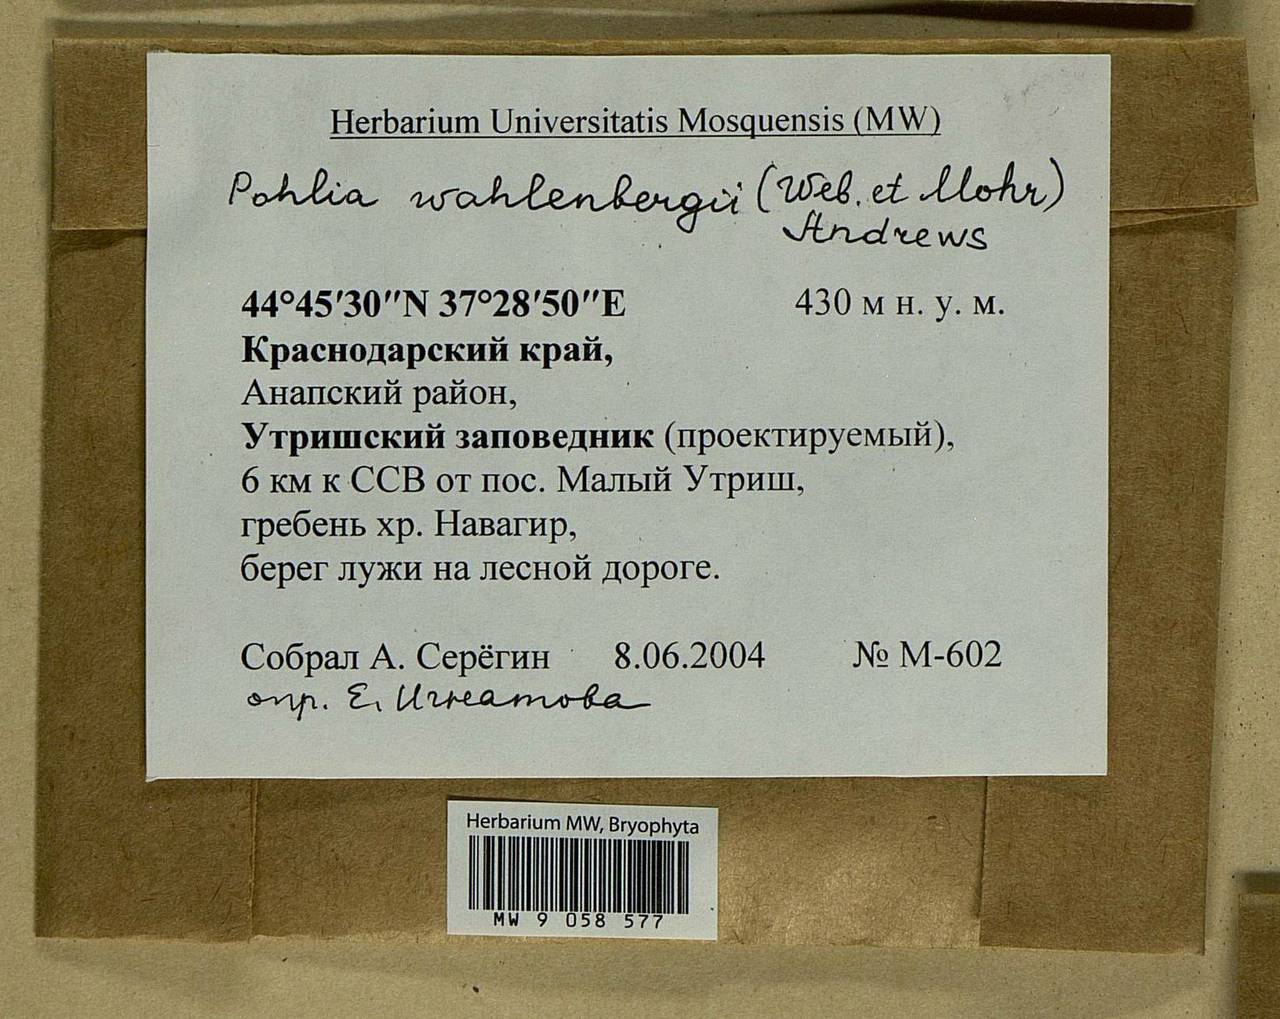 Herbarium Universitatis Mosquensis (MW)
Pohlia wahlenbergii (Web. et Mohr)
Andrews
44°45′30″N 37°28′50″E 430 м н. у. м.
Краснодарский край,
Анапский район,
Утришский заповедник (проектируемый),
6 км к ССВ от пос. Малый Утриш,
гребень хр. Навагир,
берег лужи на лесной дороге.
Собрал А. Серёгин 8.06.2004 № М-602
опр. Е. Игнатова
Herbarium MW, Bryophyta
MW 9 058 577